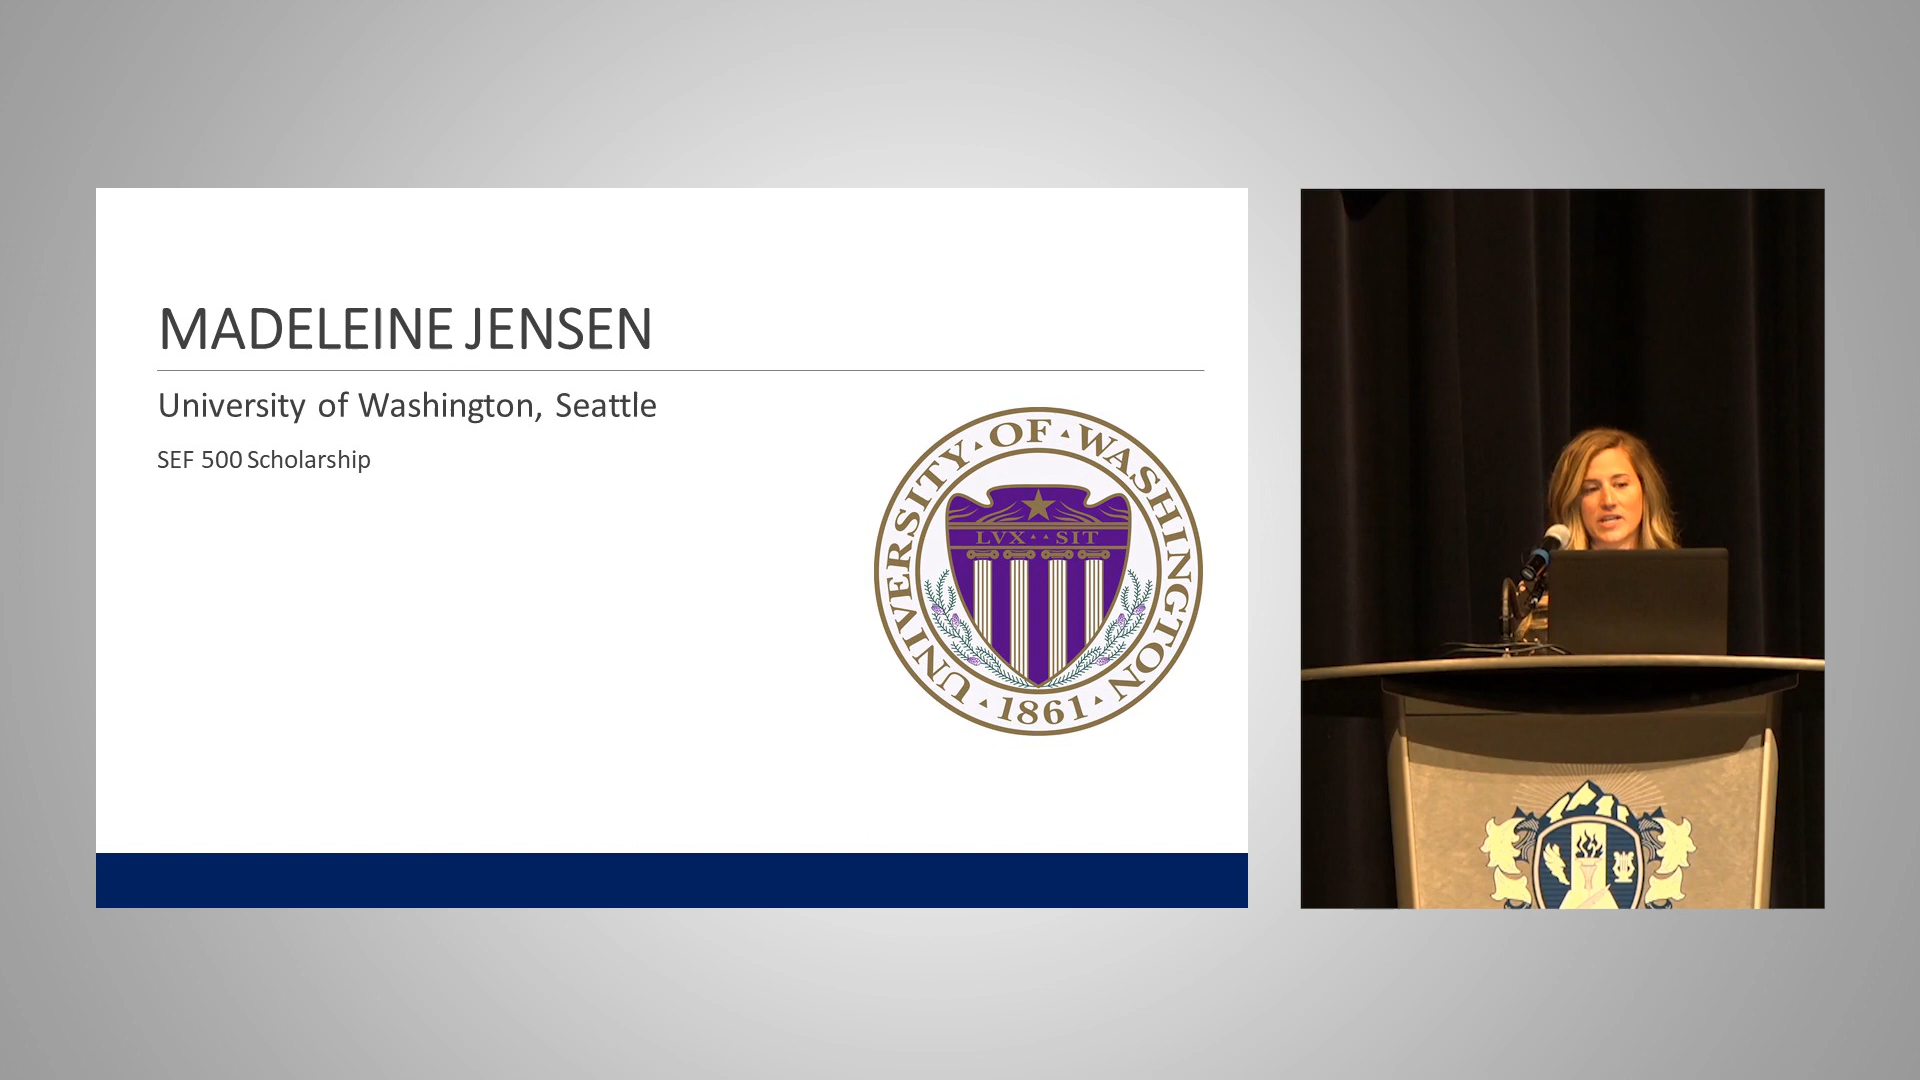 MADELEINE JENSEN
University of Washington, Seattle
SEF 500 Scholarship
UNIVERSITY · OF · WASHINGTON
LVX SIT
· 1861 ·